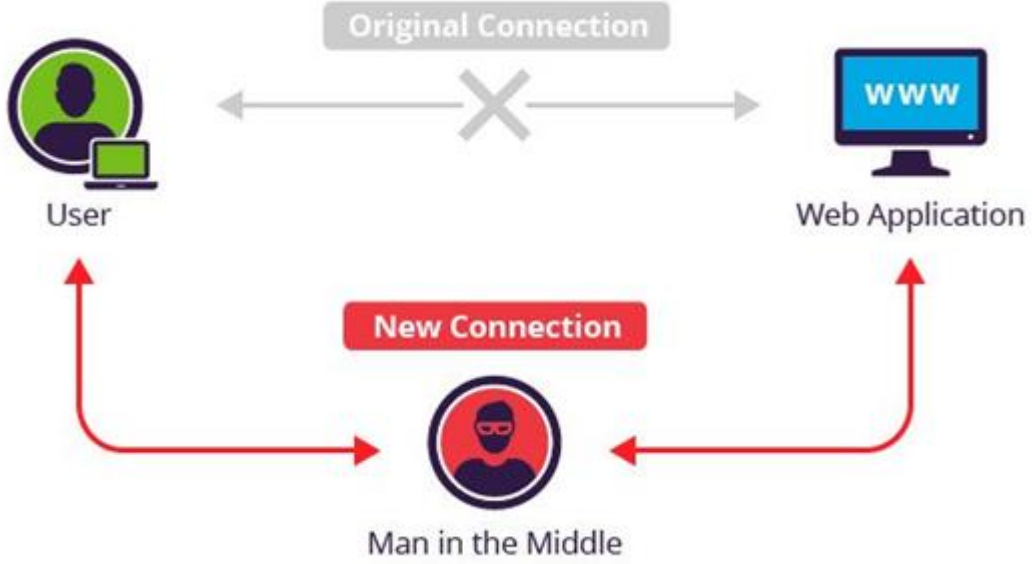 Original Connection
WWW
User
Web Application
New Connection
Man in the Middle